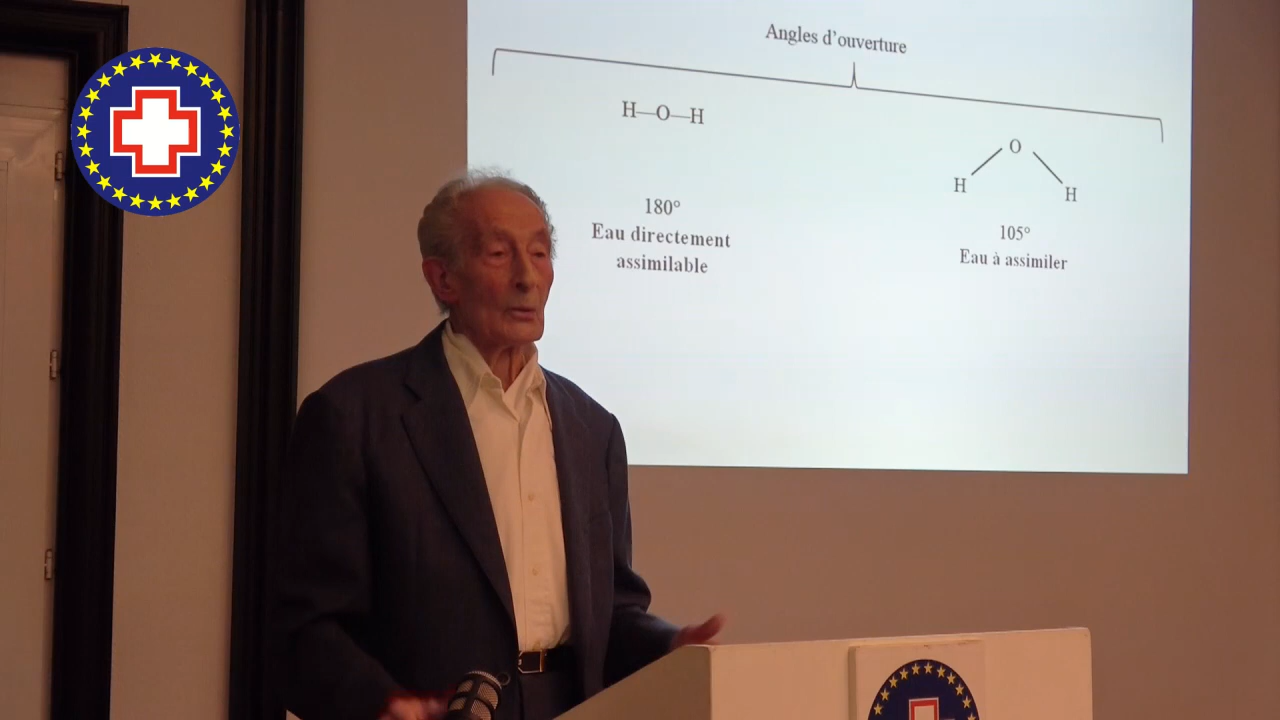 Angles d'ouverture
H—O—H
O
H H
180°
Eau directement
assimilable
105°
Eau à assimiler